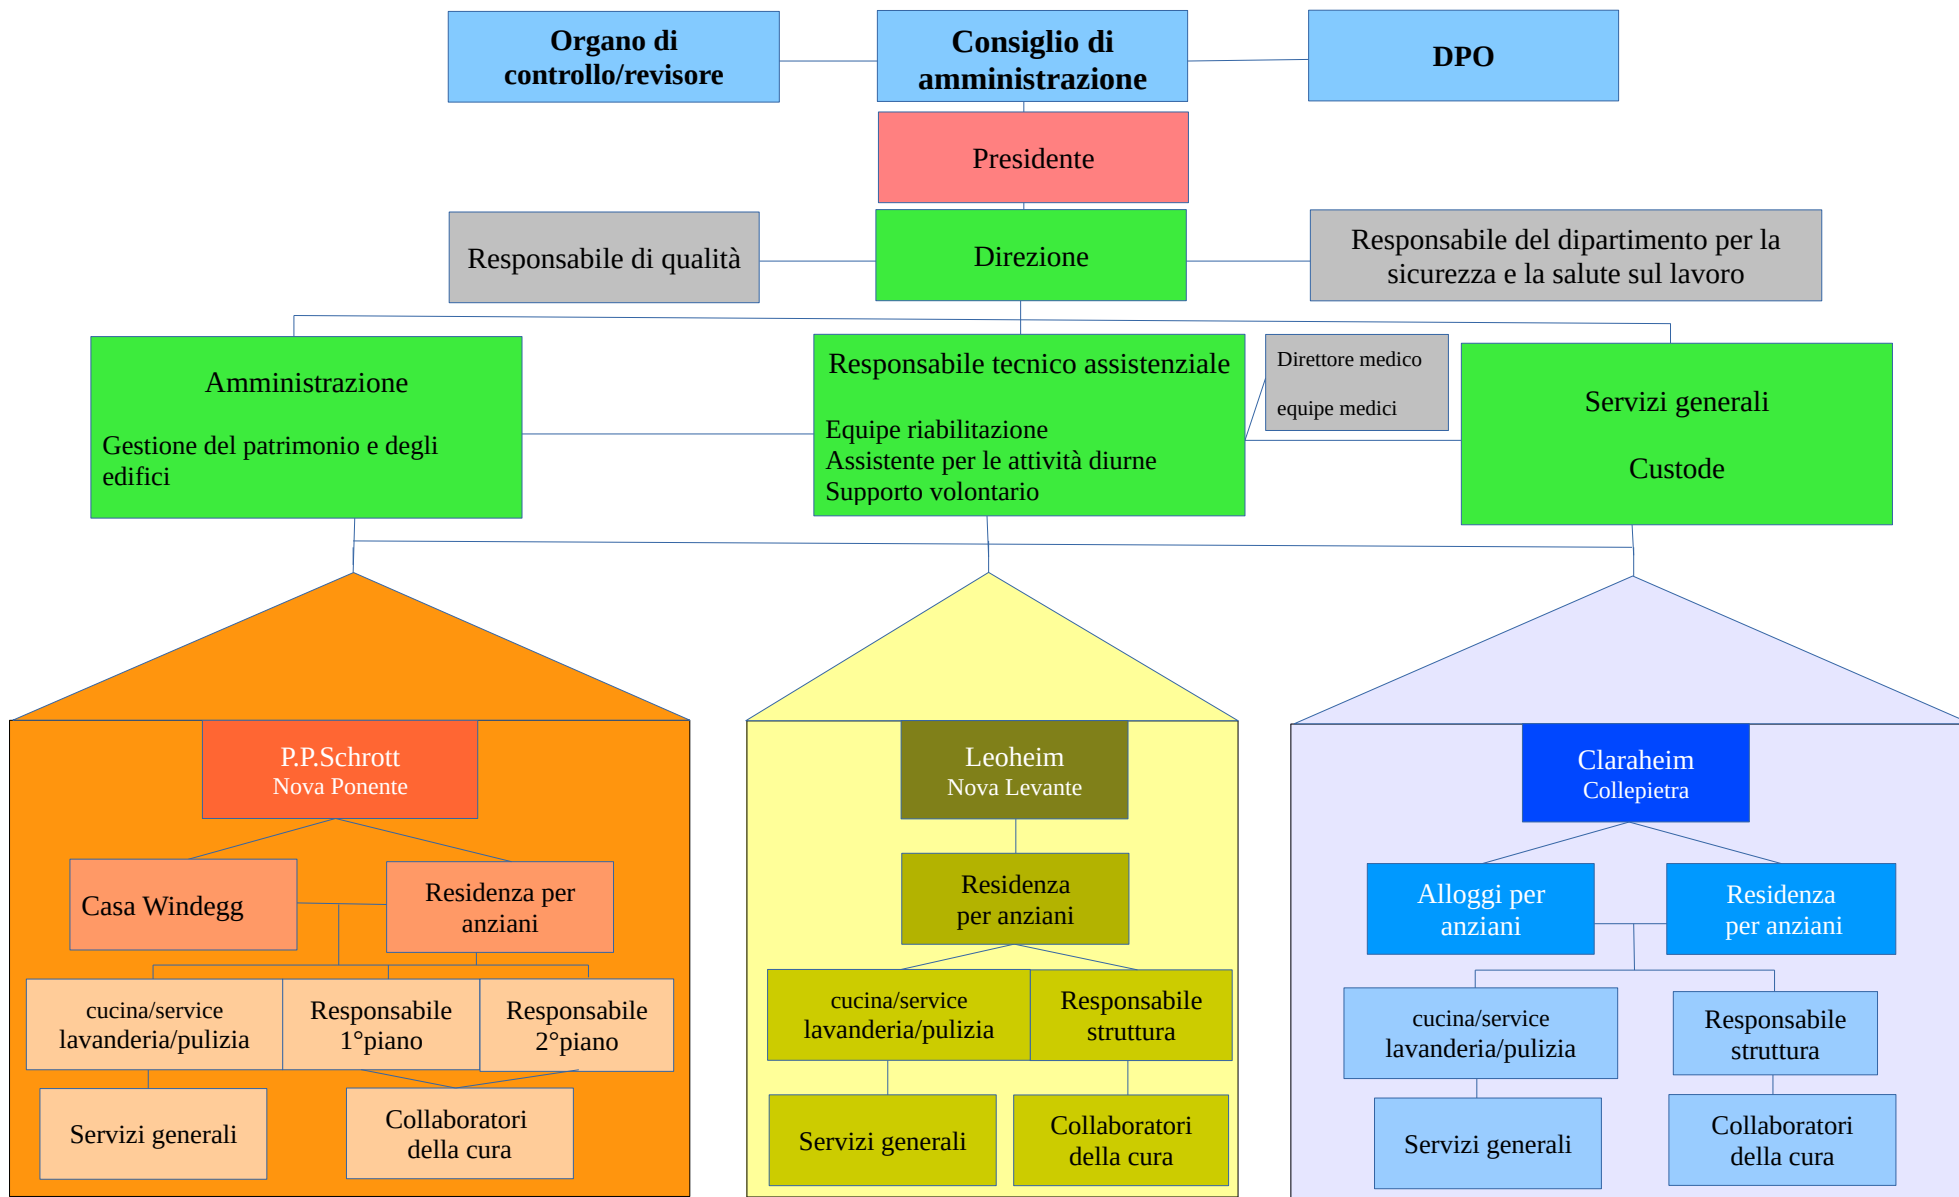 Organo di
controllo/revisore
Consiglio di
amministrazione
DPO
Presidente
Responsabile di qualità
Direzione
Responsabile del dipartimento per la
sicurezza e la salute sul lavoro
Amministrazione
Gestione del patrimonio e degli
edifici
Responsabile tecnico assistenziale
Equipe riabilitazione
Assistente per le attività diurne
Supporto volontario
Direttore medico
equipe medici
Servizi generali
Custode
P.P.Schrott
Nova Ponente
Casa Windegg
Residenza per
anziani
cucina/service
lavanderia/pulizia
Responsabile
1°piano
Responsabile
2°piano
Servizi generali
Collaboratori
della cura
Leoheim
Nova Levante
Residenza
per anziani
cucina/service
lavanderia/pulizia
Responsabile
struttura
Servizi generali
Collaboratori
della cura
Claraheim
Collepietra
Alloggi per
anziani
Residenza
per anziani
cucina/service
lavanderia/pulizia
Responsabile
struttura
Servizi generali
Collaboratori
della cura